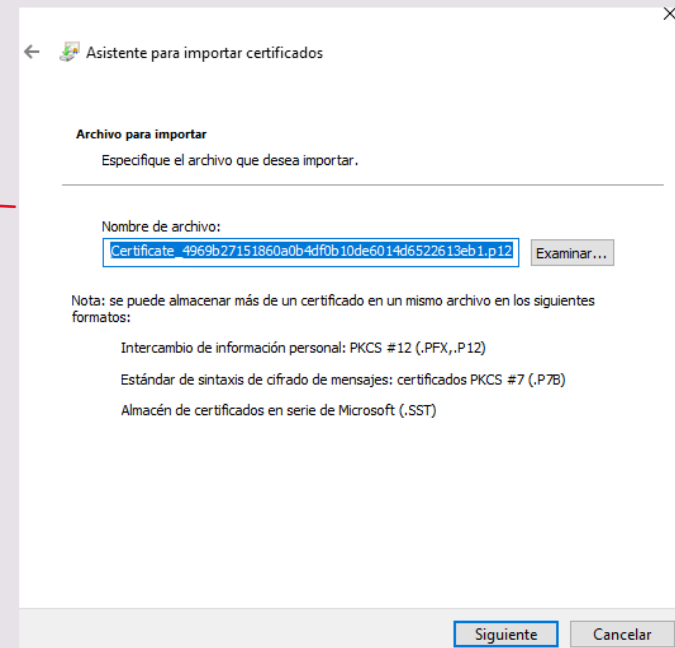 Asistente para importar certificados
Archivo para importar
Especifique el archivo que desea importar.
Nombre de archivo:
Certificate_4969b27151860a0b4df0b10de6014d6522613eb1.p12
Examinar...
Nota: se puede almacenar más de un certificado en un mismo archivo en los siguientes
formatos:
Intercambio de información personal: PKCS #12 (.PFX,.P12)
Estándar de sintaxis de cifrado de mensajes: certificados PKCS #7 (.P7B)
Almacén de certificados en serie de Microsoft (.SST)
Siguiente
Cancelar